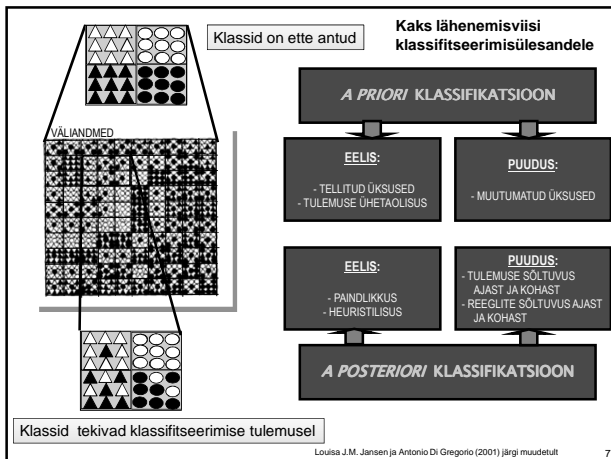 Klassid on ette antud
Kaks lähenemisviisi
klassifitseerimisülesandele
VÄLIANDMED
A PRIORI KLASSIFIKATSIOON
EELIS:
- TELLITUD ÜKSUSED
- TULEMUSE ÜHETAOLISUS
PUUDUS:
- MUUTUMATUD ÜKSUSED
EELIS:
- PAINDLIKKUS
- HEURISTILISUS
PUUDUS:
- TULEMUSE SÕLTUVUS
AJAST JA KOHAST
- REEGLITE SÕLTUVUS AJAST
JA KOHAST
A POSTERIORI KLASSIFIKATSIOON
Klassid tekivad klassifitseerimise tulemusel
Louisa J.M. Jansen ja Antonio Di Gregorio (2001) järgi muudetult
7